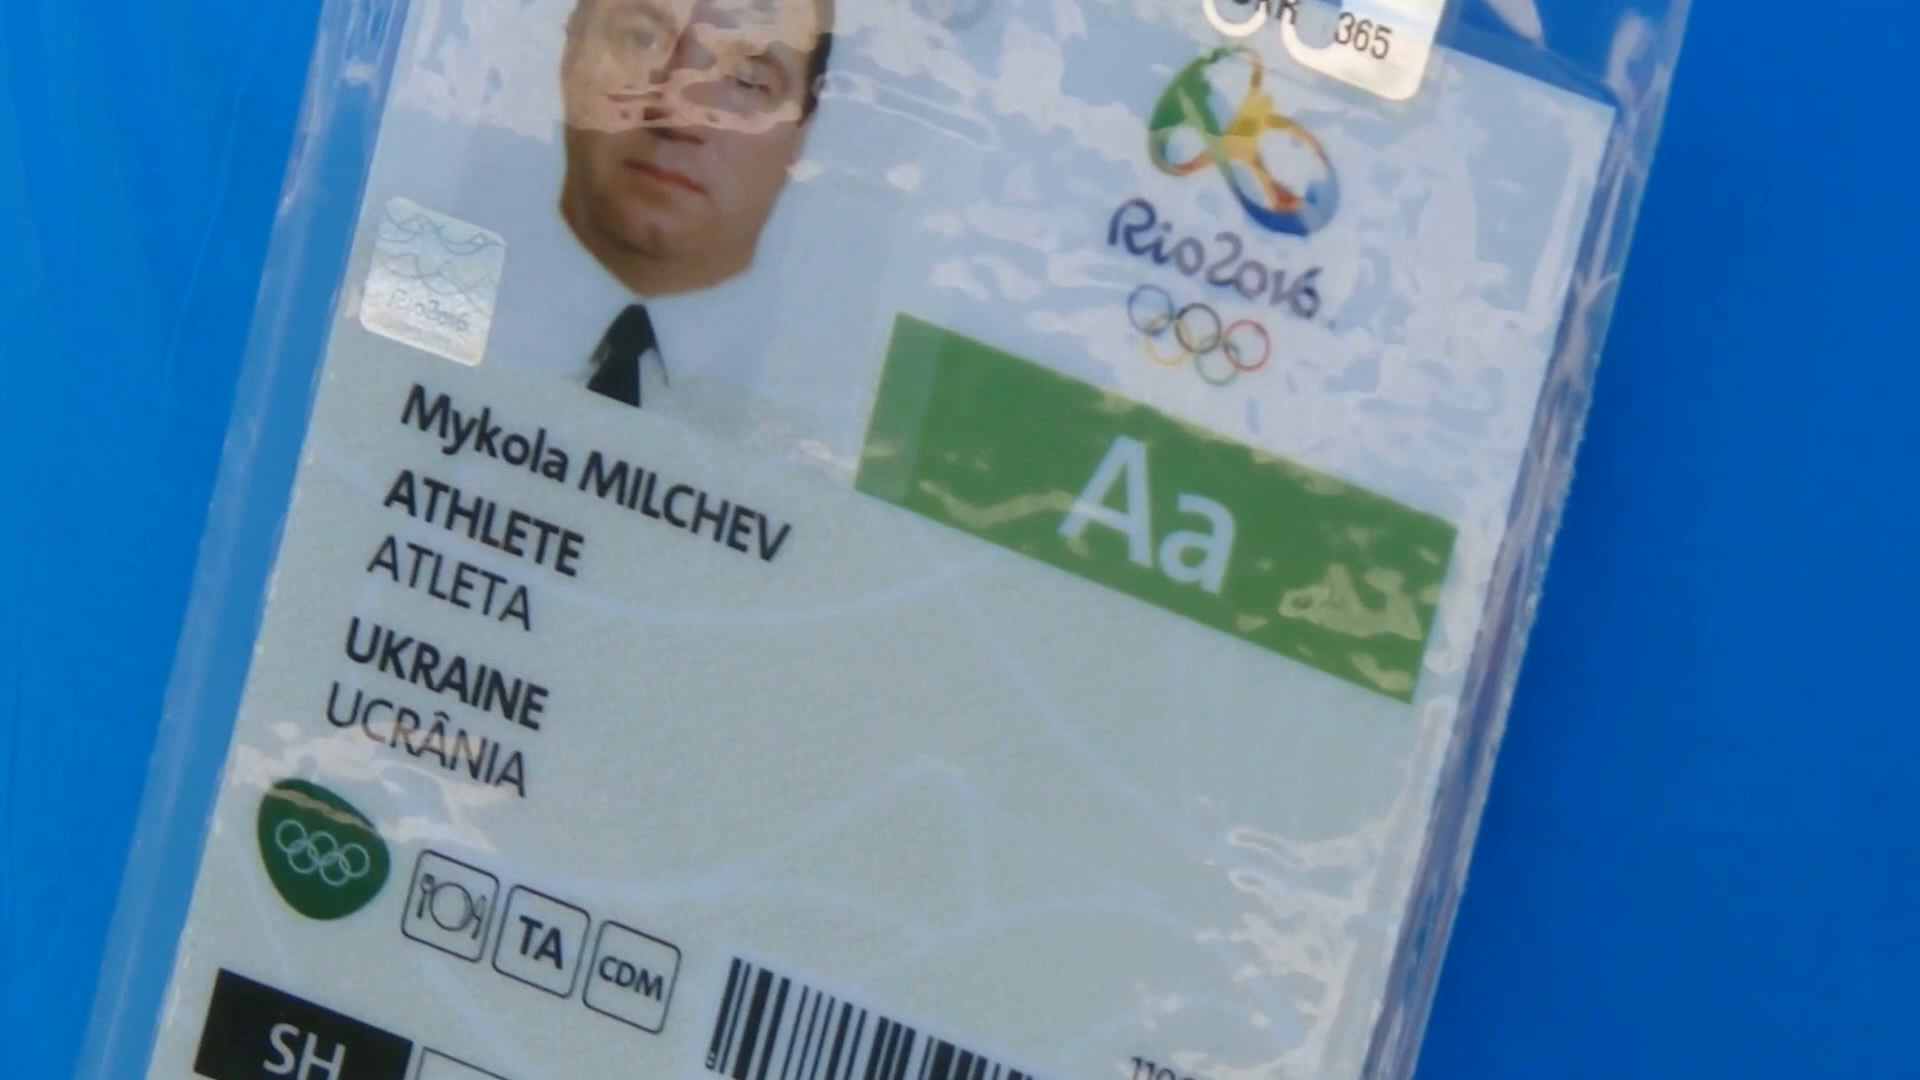 365
Rio2016
Rio2016
Aa
Mykola MILCHEV
ATHLETE
ATLETA
UKRAINE
UCRÂNIA
TA
CDM
SH